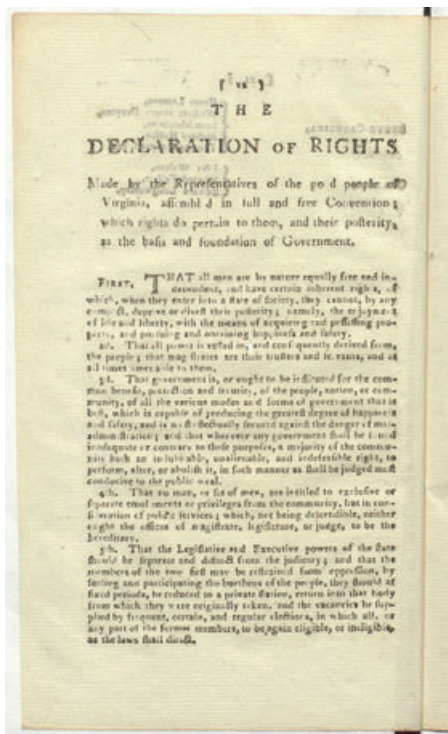 THE
DECLARATION OF RIGHTS
Made by the Representatives of the go d people of
Virginia, assembl d in full and free Convention;
which rights do pertain to them, and their posterity,
as the basis and foundation of Government.
FIRST, THAT all men are by nature equally free and in-
dependent, and have certain inherent rights, of
which, when they enter into a state of society, they cannot, by any
compact, deprive or divest their posterity; namely, the enjoyment
of life and liberty, with the means of acquiring and possessing pro-
perty, and pursuing and obtaining happiness and safety.
2d. That all power is vested in, and consequently derived from,
the people; that magistrates are their trustees and servants, and at
all times amenable to them.
3d. That government is, or ought to be instituted for the com-
mon benefit, protection and security, of the people, nation, or com-
munity, of all the various modes and forms of government that is
best, which is capable of producing the greatest degree of happiness
and safety, and is most effectually secured against the danger of mal-
administration; and that whenever any government shall be found
inadequate or contrary to these purposes, a majority of the commu-
nity hath an indubitable, unalienable, and indefeasible right, to
perform, alter, or abolish it, in such manner as shall be judged most
conducive to the public weal.
4th. That no man, or set of men, are intitled to exclusive or
separate emoluments or privileges from the community, but in con-
sideration of public services; which, not being descendible, neither
ought the offices of magistrate, legislature, or judge, to be
hereditary.
5th. That the Legislative and Executive powers of the state
should be separate and distinct from the judiciary; and that the
members of the two first may be restrained from oppression, by
feeling and participating the burthens of the people, they should at
fixed periods, be reduced to a private station, return into that body
from which they were originally taken, and the vacancies be sup-
plied by frequent, certain, and regular elections, in which all, or
any part of the former members, to be again eligible, or ineligible,
as the laws shall direct.